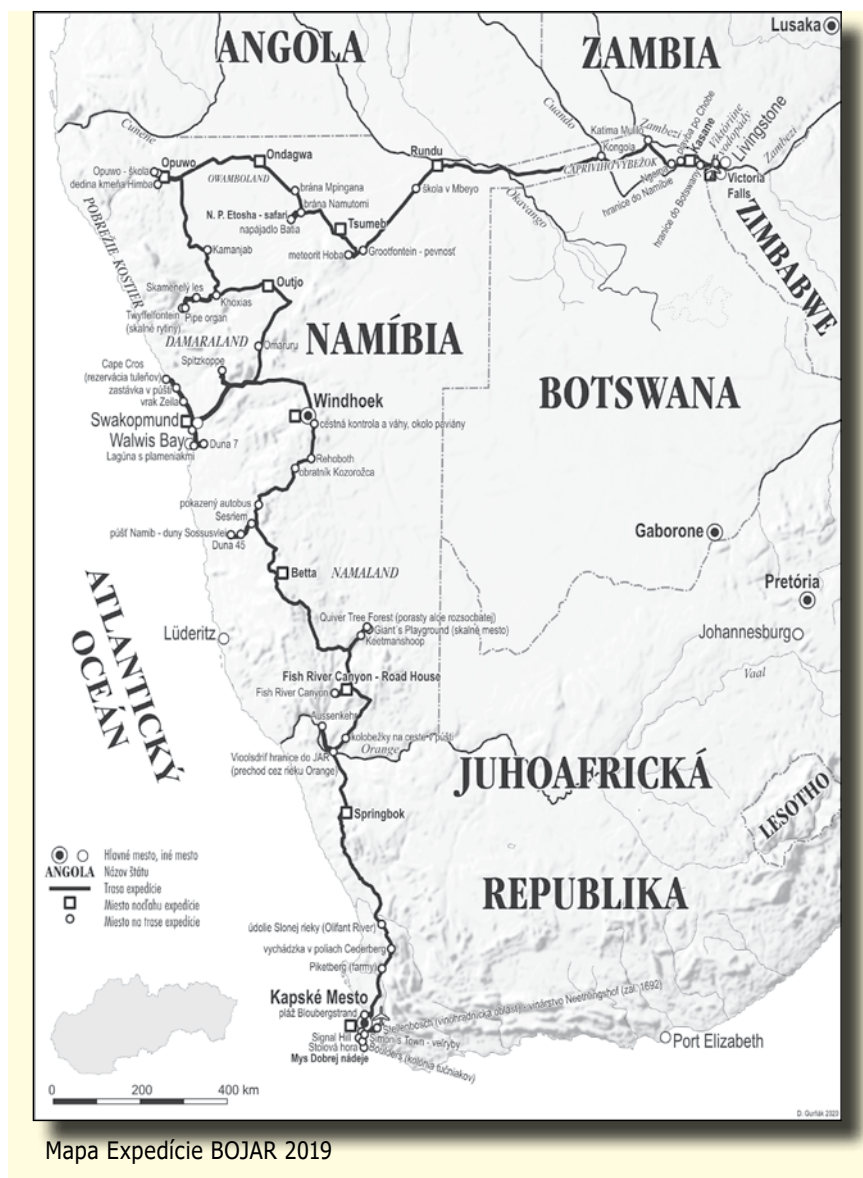 Lusaka
ANGOLA
ZAMBIA
Cuando
Cunene
Katima Mulilo
Kongola
Zambezi
plavba po Chobe
Kasane
Viktóriine
vodopády
Livingstone
Zambezi
Ngoma
hranice do Namíbie
hranice do Botswany
Victoria
Falls
CAPRIVIHO VÝBEŽOK
Rundu
škola v Mbeyo
Okavango
Opuwo
Opuwo - škola
dedina kmeňa Himba
Ondagwa
OWAMBOLAND
brána Mpingana
brána Namutomi
N. P. Etosha - safari
napájadlo Batia
Tsumeb
meteorit Hoba
Grootfontein - pevnosť
ZIMBABWE
POBREŽIE KOSTIER
Kamanjab
Skamenelý les
Khoxias
Outjo
Twyffelfontein
(skalné rytiny)
Pipe organ
DAMARALAND
Omaruru
Spitzkoppe
NAMÍBIA
BOTSWANA
Cape Cros
(rezervácia tuleňov)
zastávka v púšti
vrak Zeila
Swakopmund
Walwis Bay
Duna 7
Lagúna s plameniakmi
Windhoek
cestná kontrola a váhy, okolo paviány
Rehoboth
obratník Kozorožca
pokazený autobus
Sesriem
púšť Namib - duny Sossusvlei
Duna 45
Gaborone
Pretória
Johannesburg
Vaal
Betta
NAMALAND
ATLANTICKÝ
OCEÁN
Lüderitz
Quiver Tree Forest (porasty aloe rozsochatej)
Giant´s Playground (skalné mesto)
Keetmanshoop
Fish River Canyon - Road House
Fish River Canyon
Aussenkehr
kolobežky na ceste v púšti
Orange
Vioolsdrif hranice do JAR
(prechod cez rieku Orange)
JUHOAFRICKÁ
REPUBLIKA
LESOTHO
Springbok
Hlavné mesto, iné mesto
ANGOLA Názov štátu
Trasa expedície
Miesto nocľahu expedície
Miesto na trase expedície
údolie Slonej rieky (Olifant River)
vychádzka v poliach Cederberg
Piketberg (farmy)
Kapské Mesto
pláž Bloubergstrand
Stellenbosch (vinohradnícka oblasť) - vinárstvo Neetrlingshof (zal. 1692)
Signal Hill
Simon's Town - veľryby
Stolová hora
Boulders (kolónia tučniakov)
Mys Dobrej nádeje
Port Elizabeth
0 200 400 km
D. Gurňák 2020
Mapa Expedície BOJAR 2019